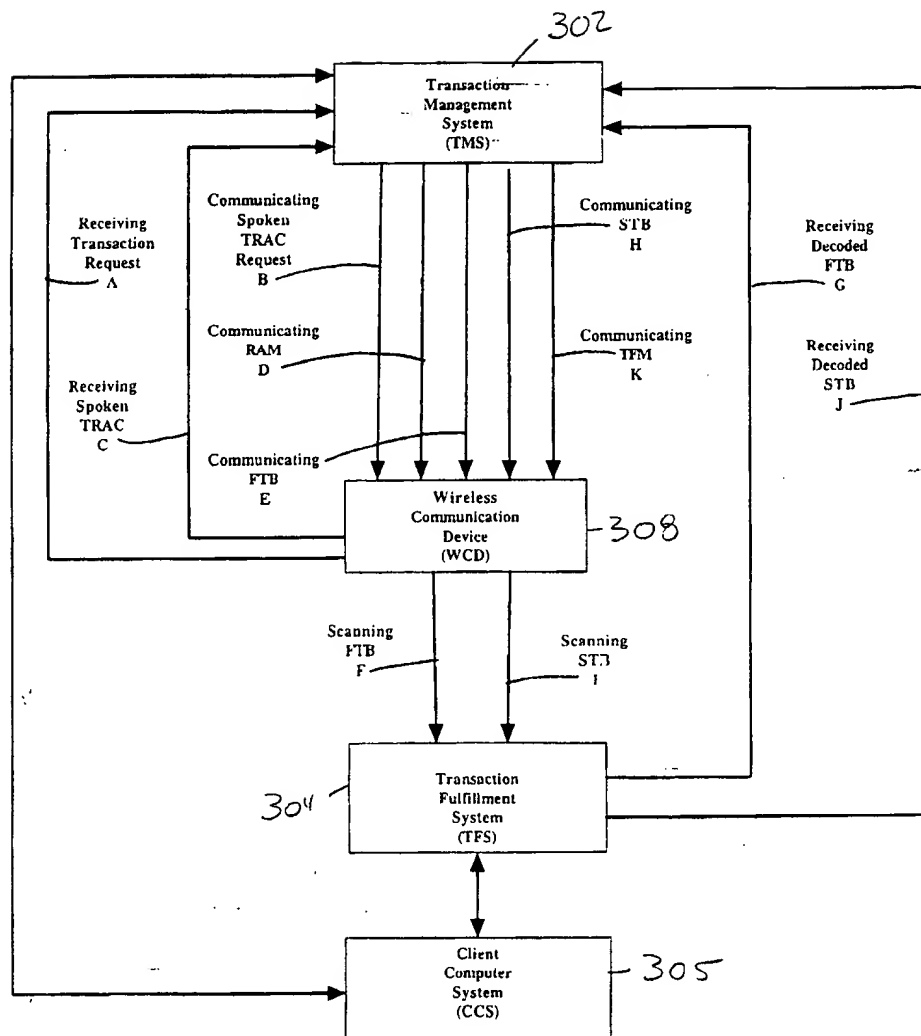 302
Transaction
Management
System
(TMS)
Communicating
Spoken
TRAC
Request
B
Communicating
STB
H
Receiving
Transaction
Request
A
Receiving
Decoded
FTB
G
Communicating
RAM
D
Communicating
TFM
K
Receiving
Decoded
STB
J
Receiving
Spoken
TRAC
C
Communicating
FTB
E
Wireless
Communication
Device
(WCD)
308
Scanning
FTB
F
Scanning
STB
I
304
Transaction
Fulfillment
System
(TFS)
Client
Computer
System
(CCS)
305